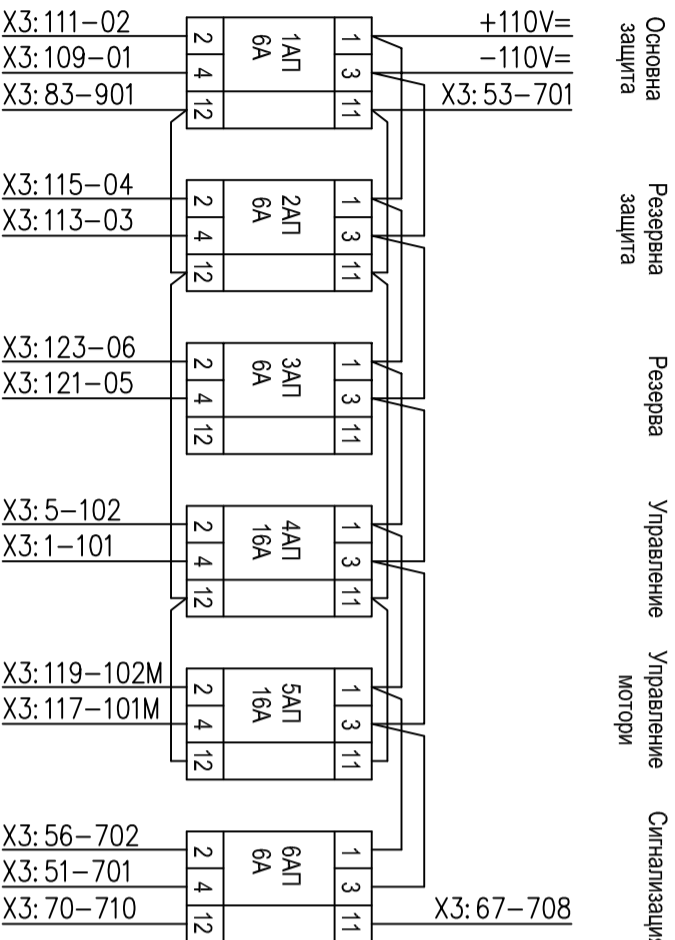 X3:111-02
X3:109-01
X3:83-901
2
4
12
1АП
6А
1
3
11
+110V=
-110V=
X3:53-701
Основна
защита
X3:115-04
X3:113-03
2
4
12
2АП
6А
1
3
11
Резервна
защита
X3:123-06
X3:121-05
2
4
12
3АП
6А
1
3
11
Резерва
X3:5-102
X3:1-101
2
4
12
4АП
16А
1
3
11
Управление
X3:119-102M
X3:117-101M
2
4
12
5АП
16А
1
3
11
Управление
мотори
X3:56-702
X3:51-701
X3:70-710
2
4
12
6АП
6А
1
3
11
X3:67-708
Сигнализация